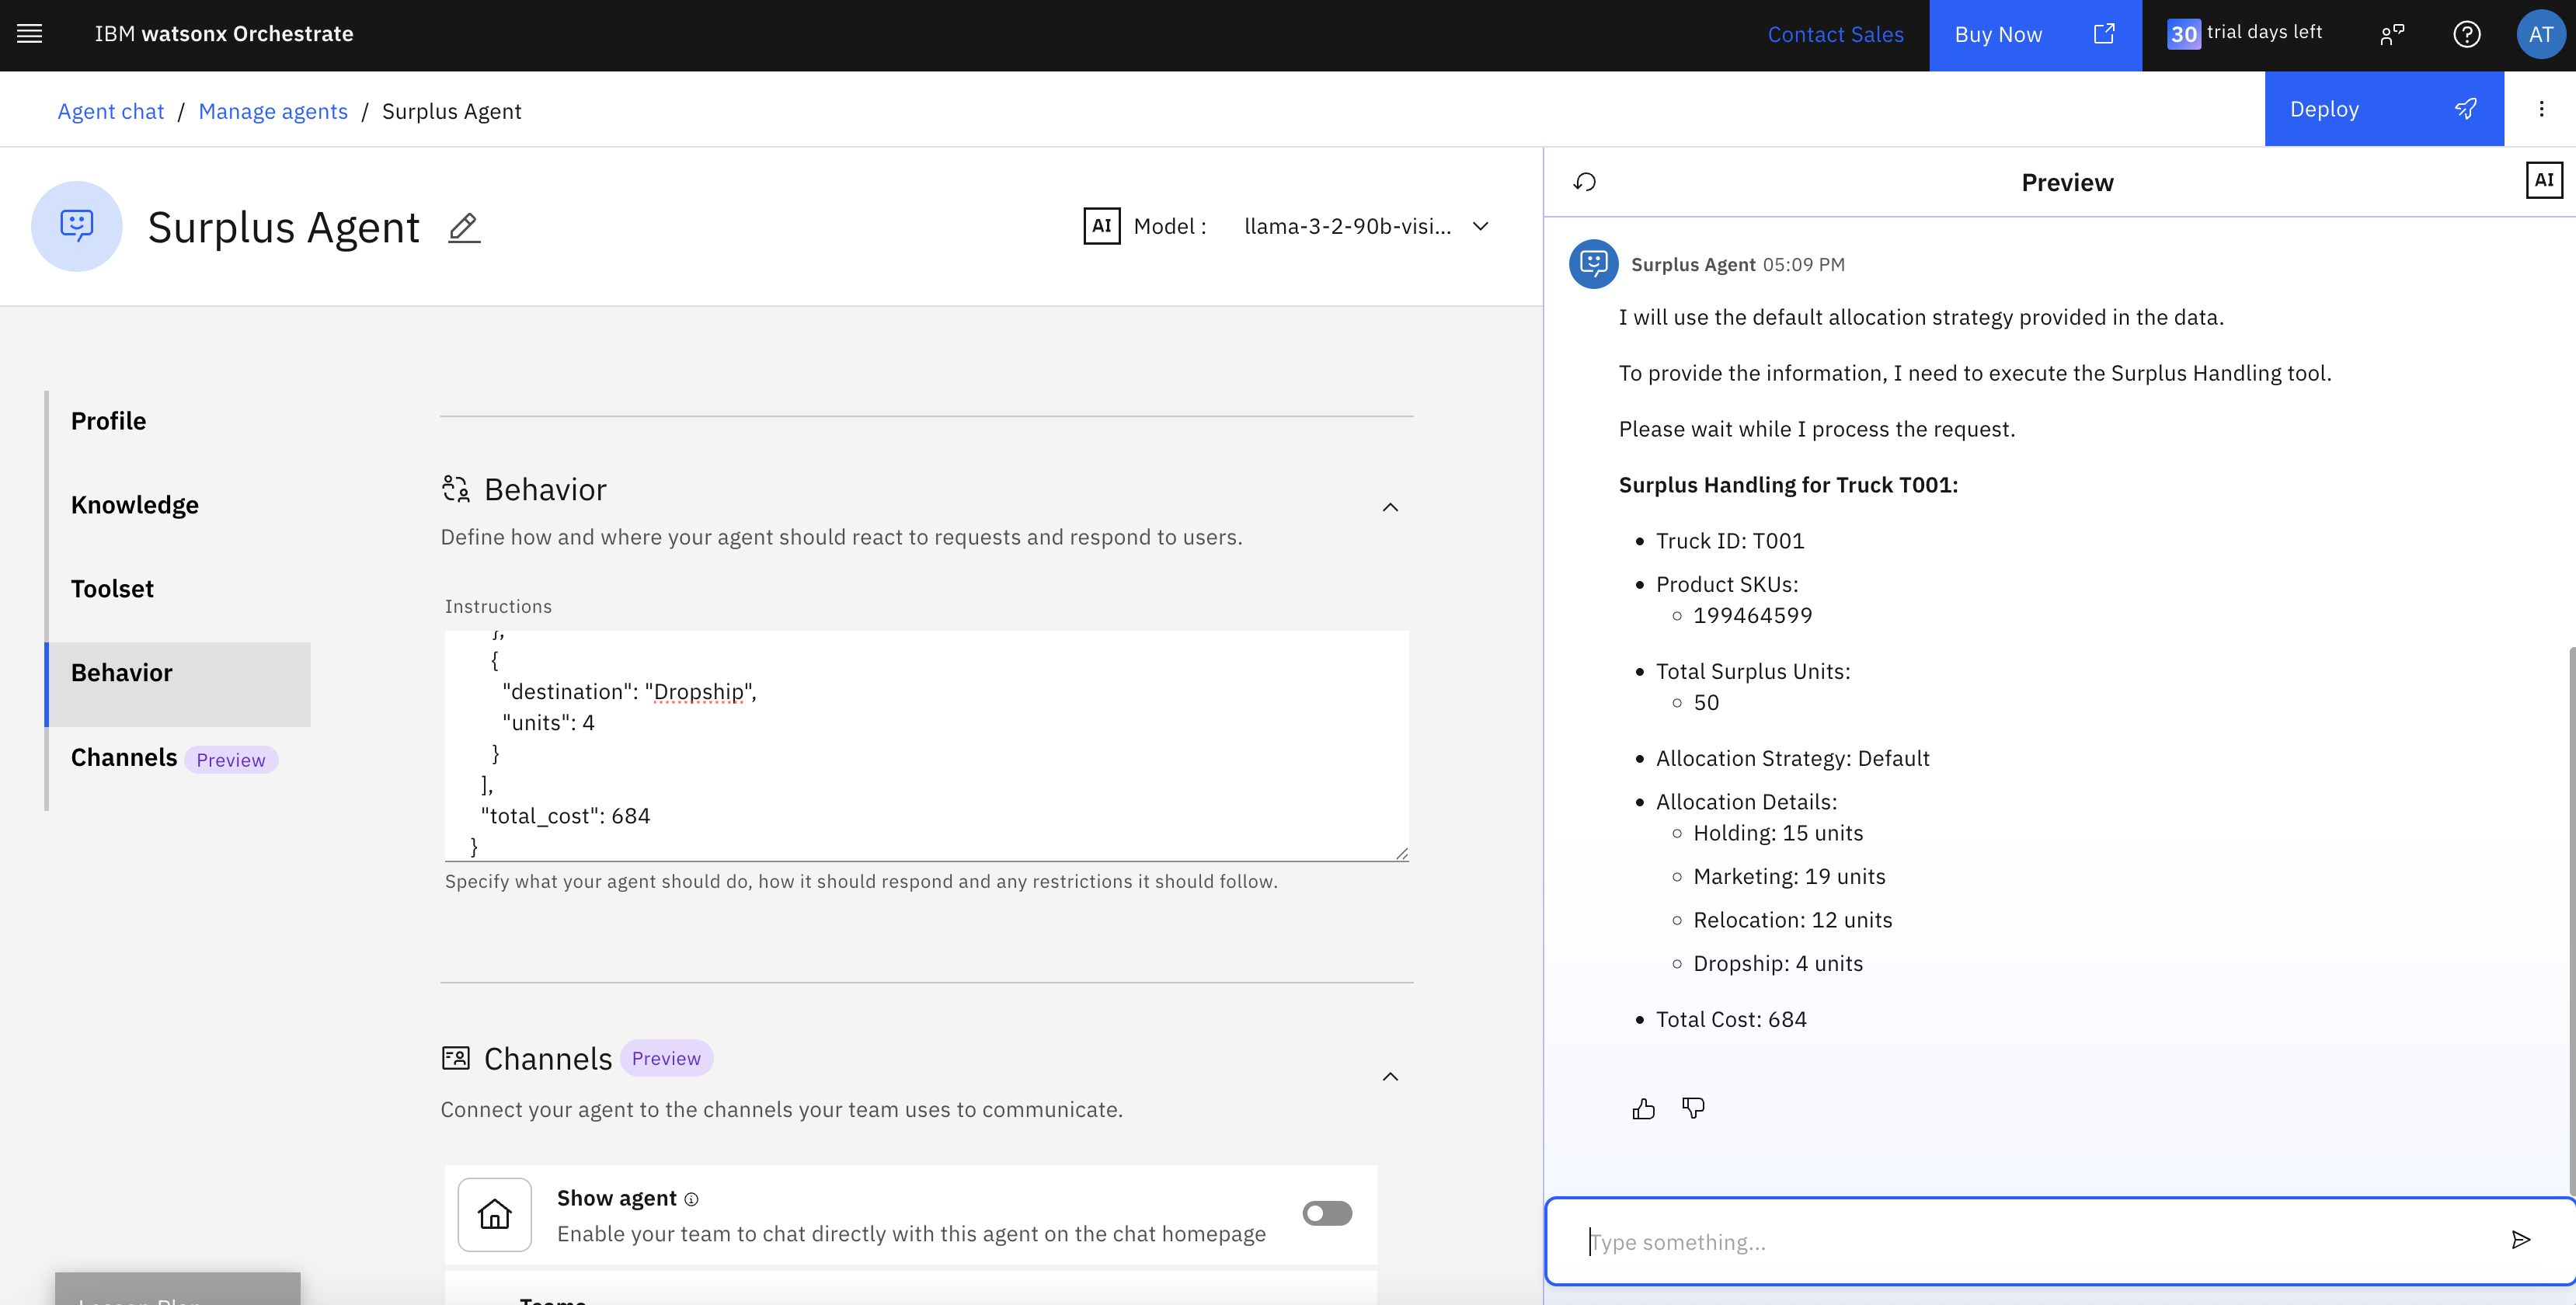 IBM watsonx Orchestrate
Contact Sales
Buy Now
30 trial days left
AT
Agent chat / Manage agents / Surplus Agent
Deploy
Surplus Agent
AI Model : llama-3-2-90b-visi...
Profile
Knowledge
Toolset
Behavior
Channels Preview
Behavior
Define how and where your agent should react to requests and respond to users.
Instructions
},
{
"destination": "Dropship",
"units": 4
}
],
"total_cost": 684
}
Specify what your agent should do, how it should respond and any restrictions it should follow.
Channels Preview
Connect your agent to the channels your team uses to communicate.
Show agent
Enable your team to chat directly with this agent on the chat homepage
Teams
Lesson Plan
Preview
AI
Surplus Agent 05:09 PM
I will use the default allocation strategy provided in the data.
To provide the information, I need to execute the Surplus Handling tool.
Please wait while I process the request.
Surplus Handling for Truck T001:
• Truck ID: T001
• Product SKUs:
○ 199464599
• Total Surplus Units:
○ 50
• Allocation Strategy: Default
• Allocation Details:
○ Holding: 15 units
○ Marketing: 19 units
○ Relocation: 12 units
○ Dropship: 4 units
• Total Cost: 684
Type something...